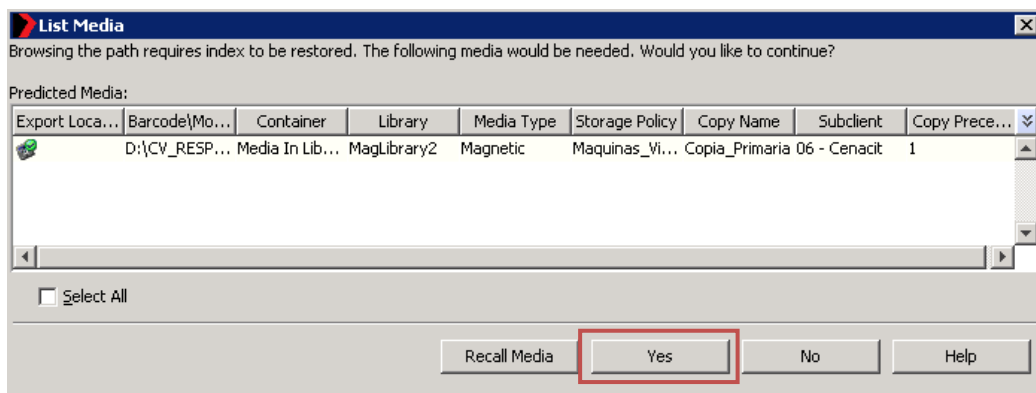 List Media
Browsing the path requires index to be restored. The following media would be needed. Would you like to continue?
Predicted Media:
Export Loca... Barcode\Mo... Container Library Media Type Storage Policy Copy Name Subclient Copy Prece...
D:\CV_RESP... Media In Lib... MagLibrary2 Magnetic Maquinas_Vi... Copia_Primaria 06 - Cenacit 1
Select All
Recall Media Yes No Help